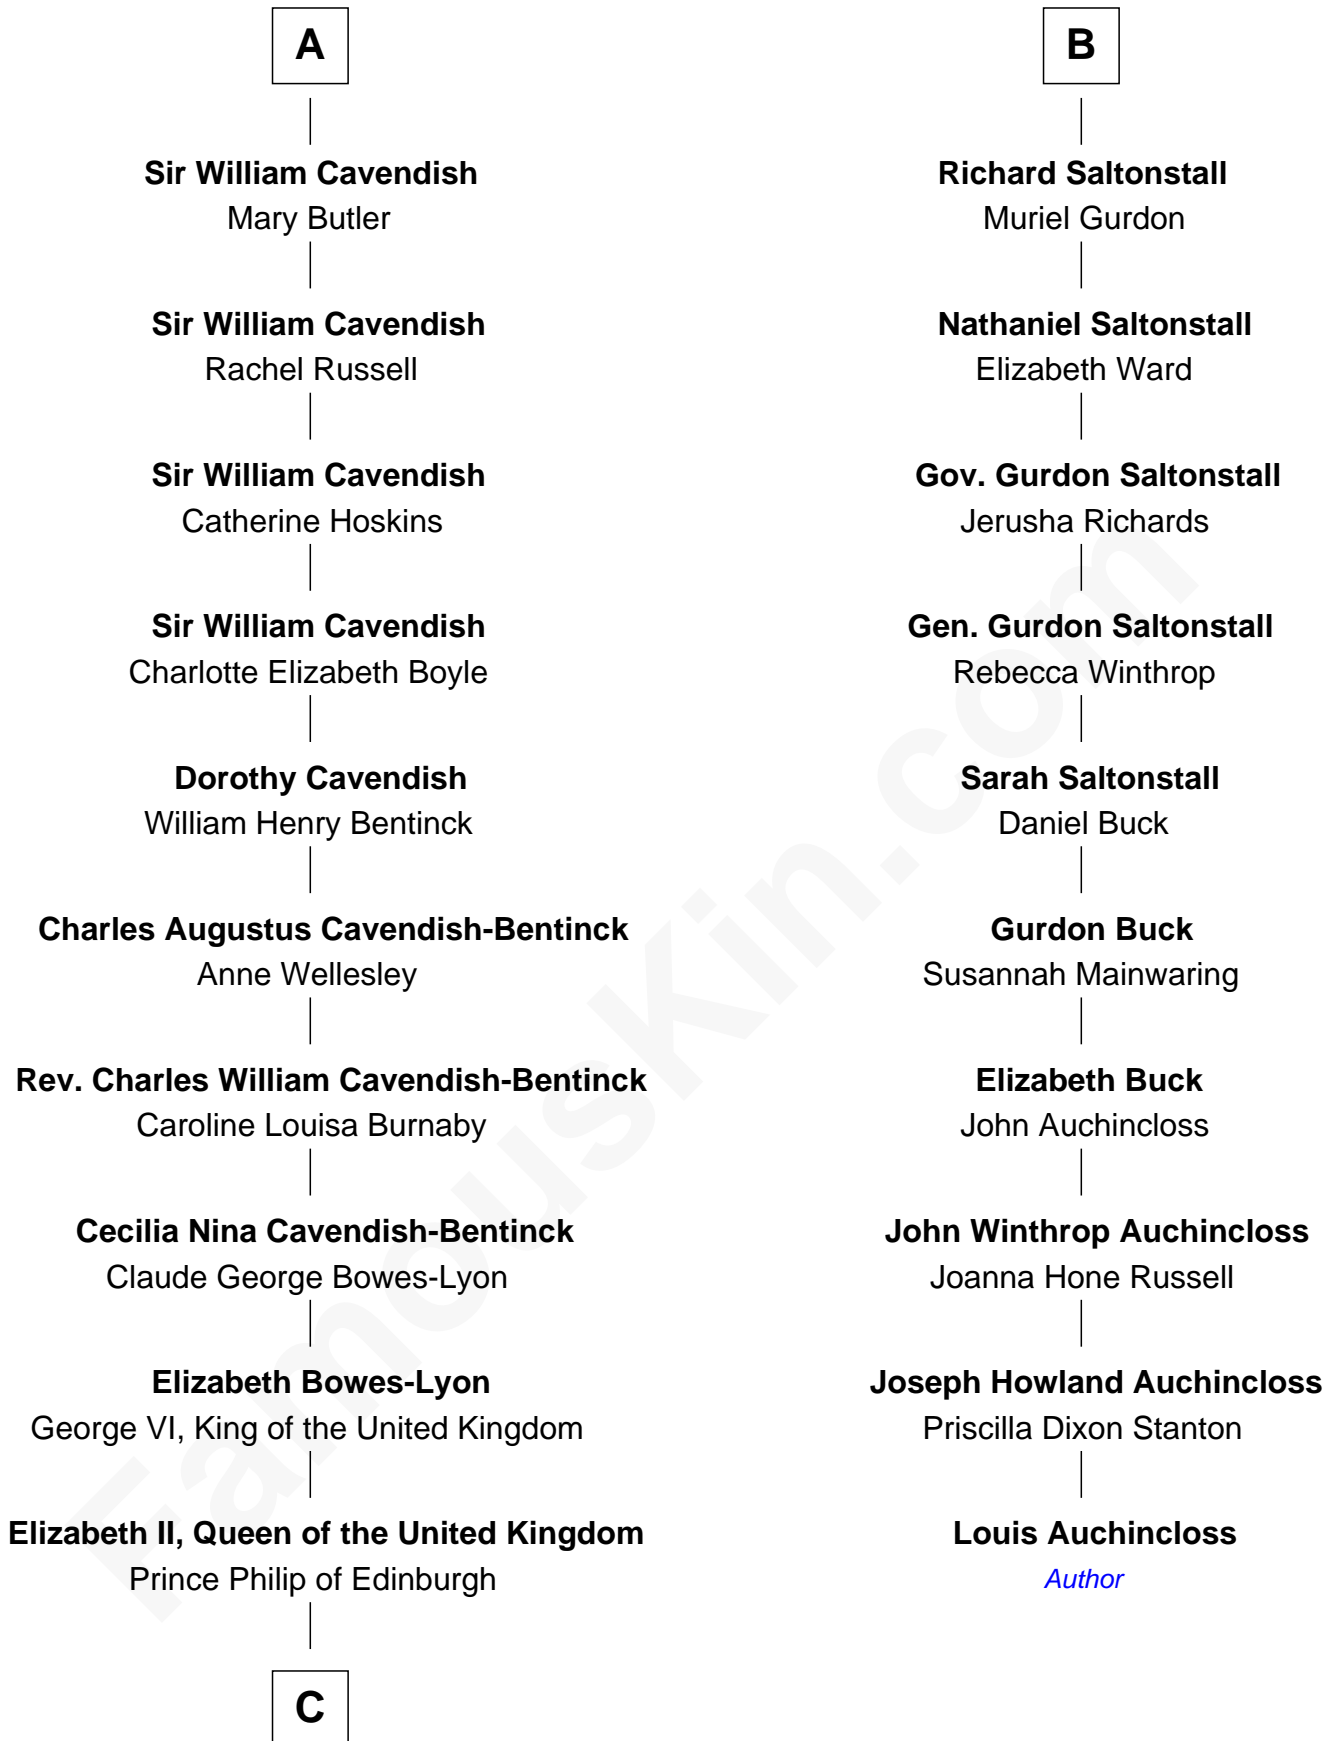 A
Sir William Cavendish
Mary Butler
Sir William Cavendish
Rachel Russell
Sir William Cavendish
Catherine Hoskins
Sir William Cavendish
Charlotte Elizabeth Boyle
Dorothy Cavendish
William Henry Bentinck
Charles Augustus Cavendish-Bentinck
Anne Wellesley
Rev. Charles William Cavendish-Bentinck
Caroline Louisa Burnaby
Cecilia Nina Cavendish-Bentinck
Claude George Bowes-Lyon
Elizabeth Bowes-Lyon
George VI, King of the United Kingdom
Elizabeth II, Queen of the United Kingdom
Prince Philip of Edinburgh
C
B
Richard Saltonstall
Muriel Gurdon
Nathaniel Saltonstall
Elizabeth Ward
Gov. Gurdon Saltonstall
Jerusha Richards
Gen. Gurdon Saltonstall
Rebecca Winthrop
Sarah Saltonstall
Daniel Buck
Gurdon Buck
Susannah Mainwaring
Elizabeth Buck
John Auchincloss
John Winthrop Auchincloss
Joanna Hone Russell
Joseph Howland Auchincloss
Priscilla Dixon Stanton
Louis Auchincloss
Author
FamousKin.com